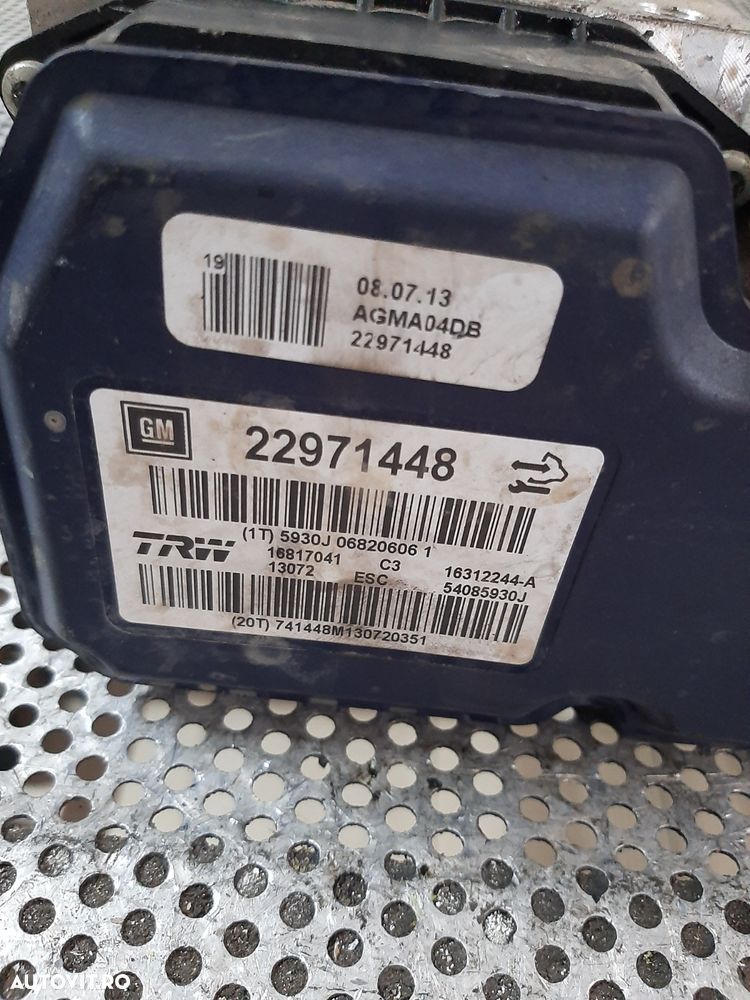 19
08.07.13
AGMA04DB
22971448
GM
22971448
(1T) 5930J 06820606 1
TRW
16817041 C3 16312244-A
13072 ESC 54085930J
(20T) 741448M130720351
AUTOVIT.RO